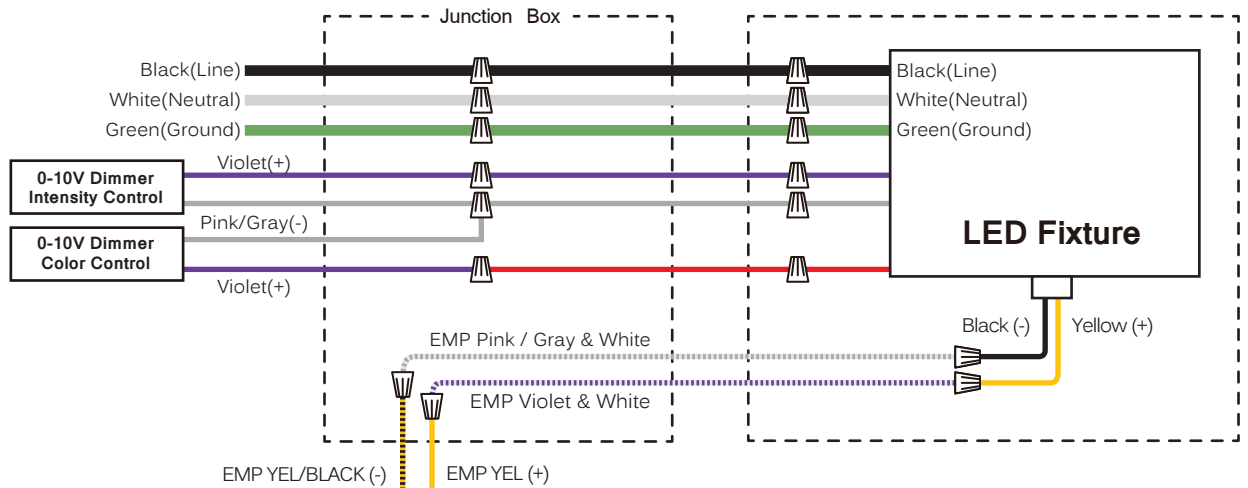 Junction Box
Black(Line)
White(Neutral)
Green(Ground)
Black(Line)
White(Neutral)
Green(Ground)
Violet(+)
0-10V Dimmer
Intensity Control
Pink/Gray(-)
0-10V Dimmer
Color Control
Violet(+)
LED Fixture
Black (-)
Yellow (+)
EMP Pink / Gray & White
EMP Violet & White
EMP YEL/BLACK (-)
EMP YEL (+)